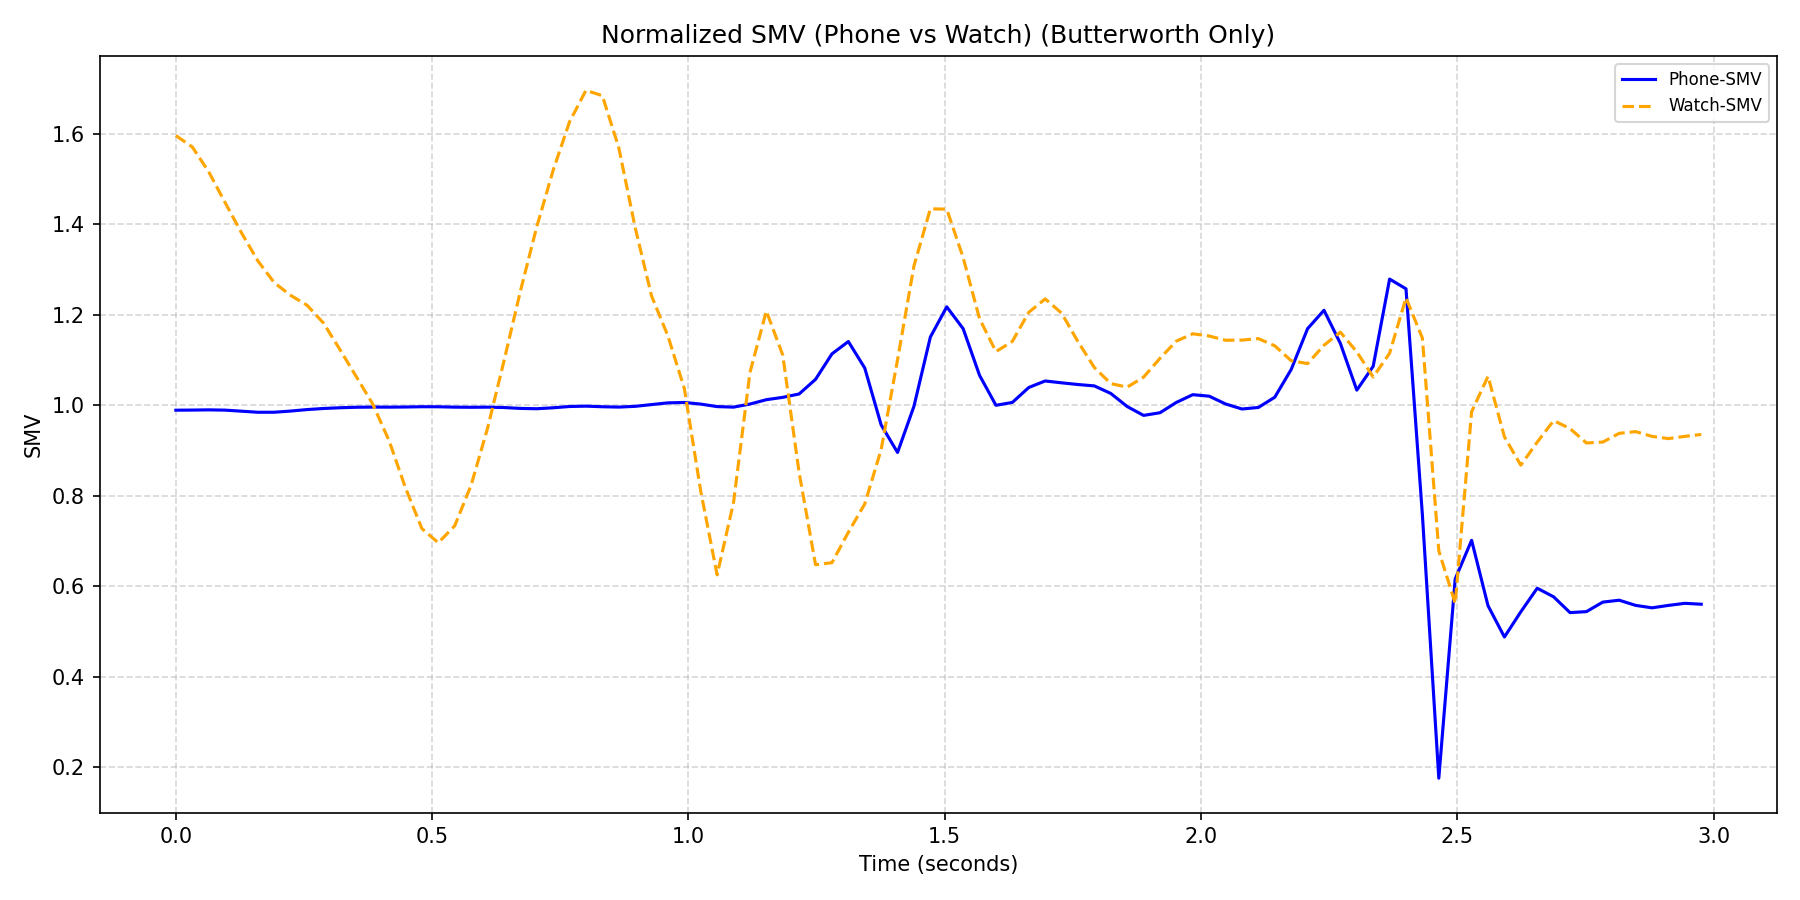 Normalized SMV (Phone vs Watch) (Butterworth Only)
Phone-SMV
Watch-SMV
SMV
1.6
1.4
1.2
1.0
0.8
0.6
0.4
0.2
0.0 0.5 1.0 1.5 2.0 2.5 3.0
Time (seconds)